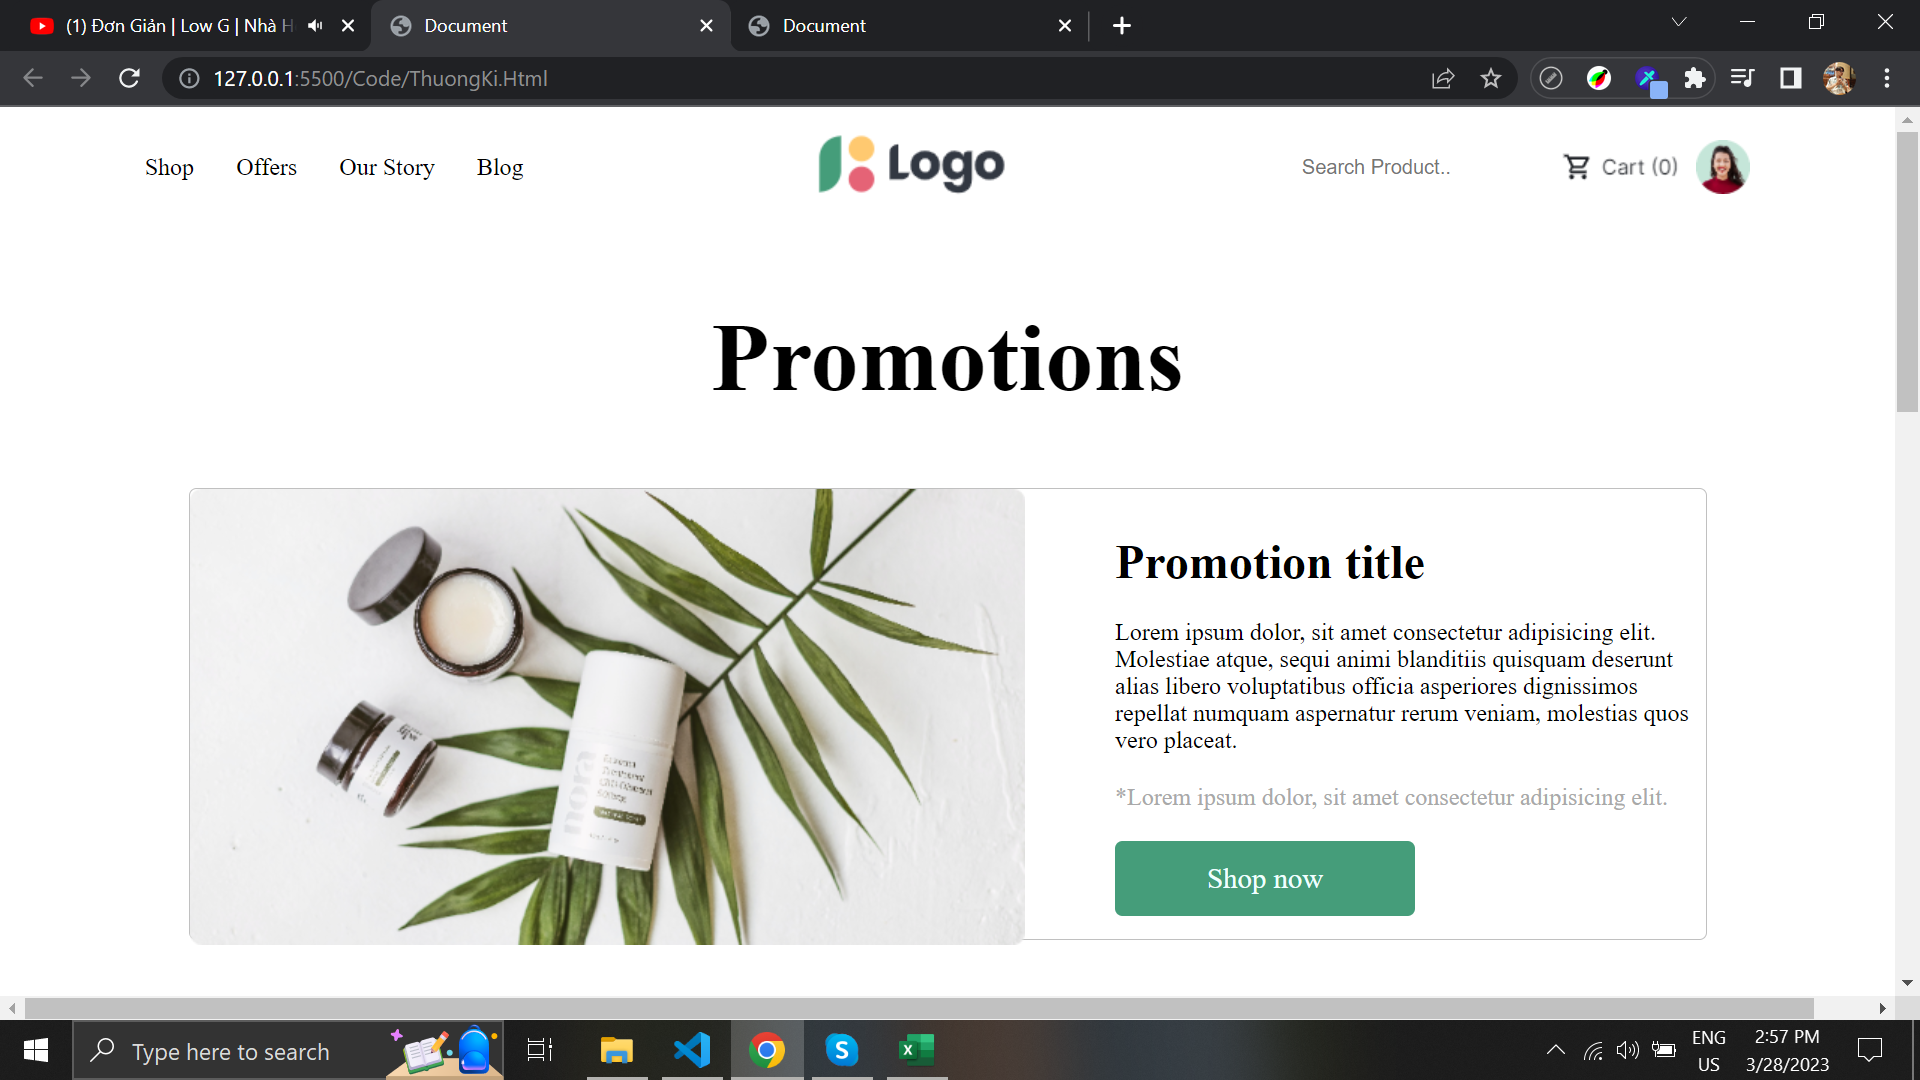 (1) Đơn Giản | Low G | Nhà H
Document
Document
127.0.0.1:5500/Code/ThuongKi.Html
Shop Offers Our Story Blog
Logo
Search Product..
Cart (0)
Promotions
Promotion title
Lorem ipsum dolor, sit amet consectetur adipisicing elit.
Molestiae atque, sequi animi blanditiis quisquam deserunt
alias libero voluptatibus officia asperiores dignissimos
repellat numquam aspernatur rerum veniam, molestias quos
vero placeat.
*Lorem ipsum dolor, sit amet consectetur adipisicing elit.
Shop now
nora
Type here to search
ENG
US
2:57 PM
3/28/2023